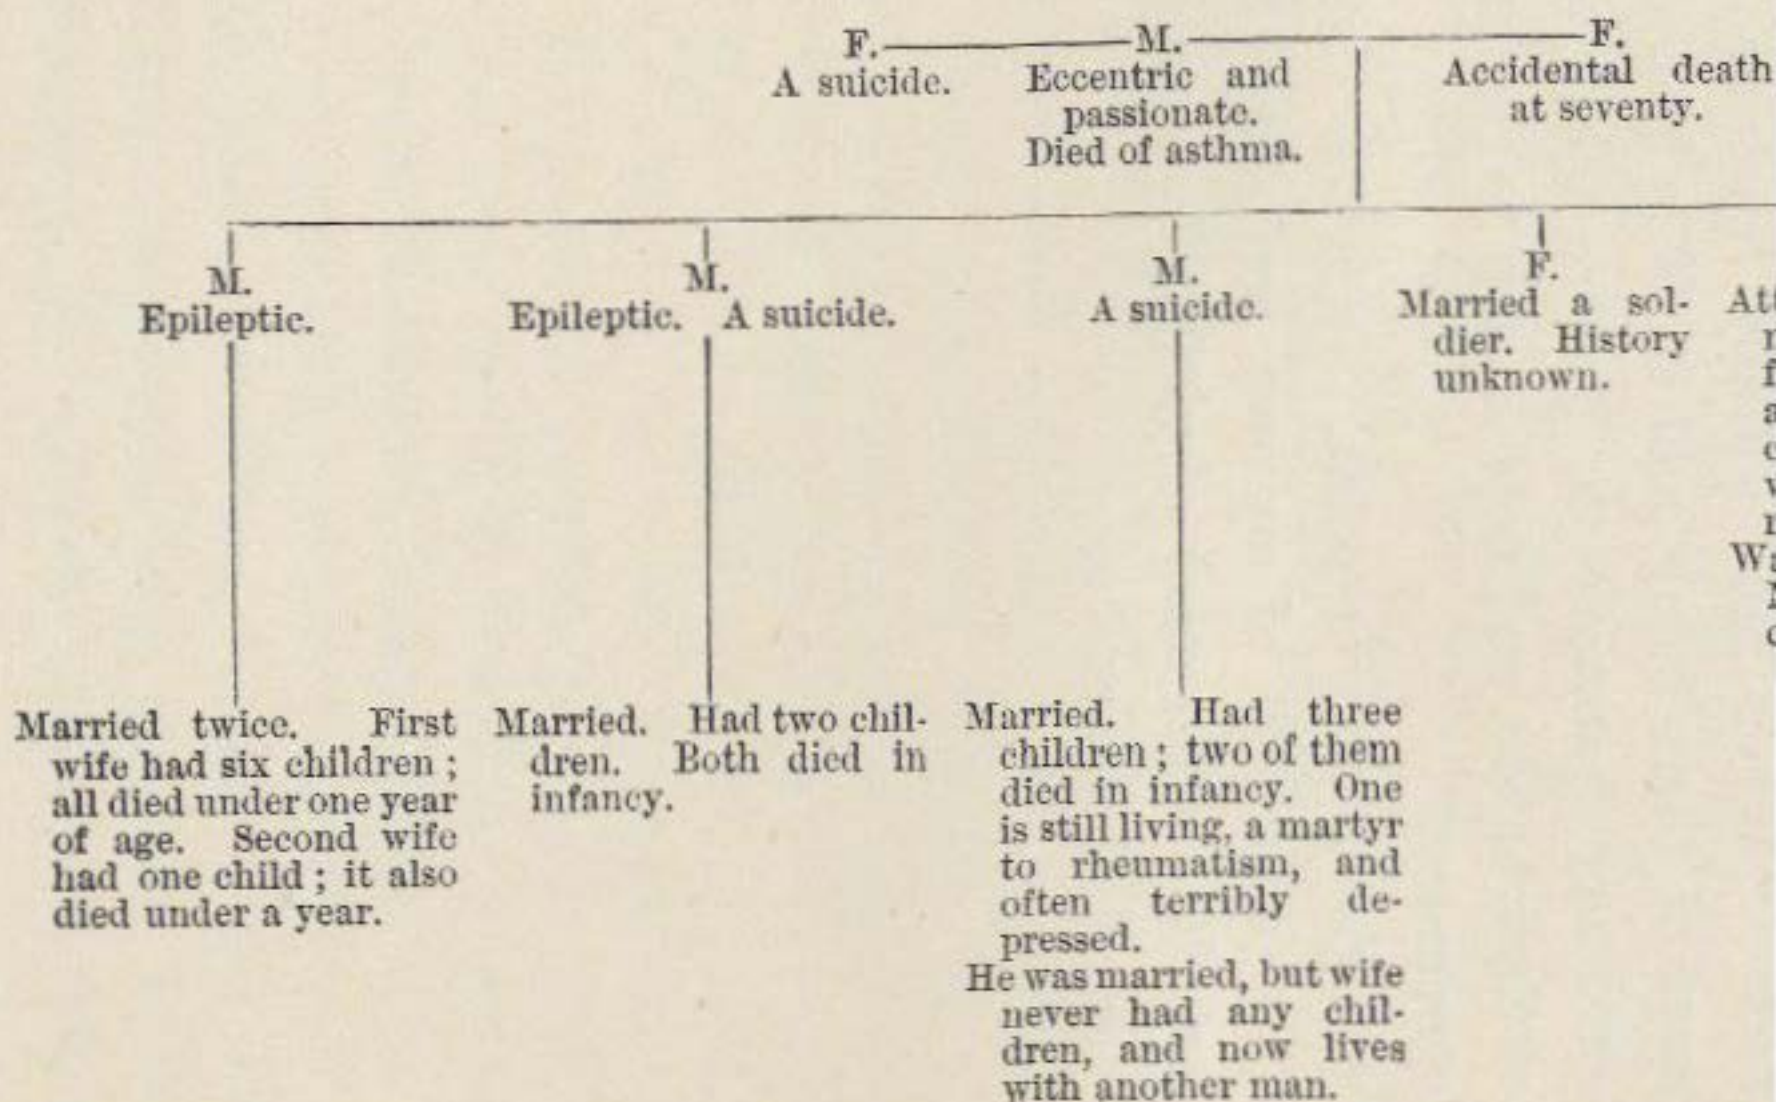 F. M. F.
A suicide.
Eccentric and
passionate.
Died of asthma.
Accidental death
at seventy.
M.
Epileptic.
M.
Epileptic. A suicide.
M.
A suicide.
F.
Married a sol-
dier. History
unknown.
Married twice. First
wife had six children ;
all died under one year
of age. Second wife
had one child ; it also
died under a year.
Married. Had two chil-
dren. Both died in
infancy.
Married. Had three
children ; two of them
died in infancy. One
is still living, a martyr
to rheumatism, and
often terribly de-
pressed.
He was married, but wife
never had any chil-
dren, and now lives
with another man.